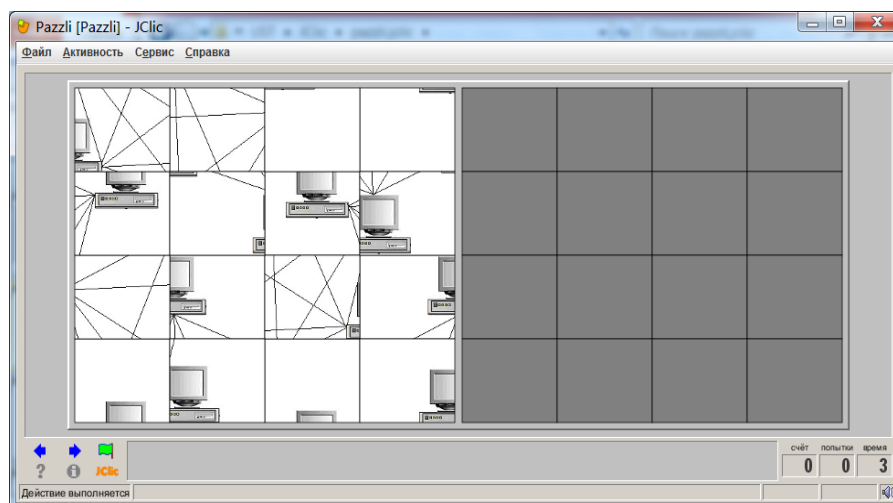 Pazzli [Pazzli] - JClic
Файл Активность Сервис Справка
счёт попытки время
0 0 3
? i JClic
Действие выполняется